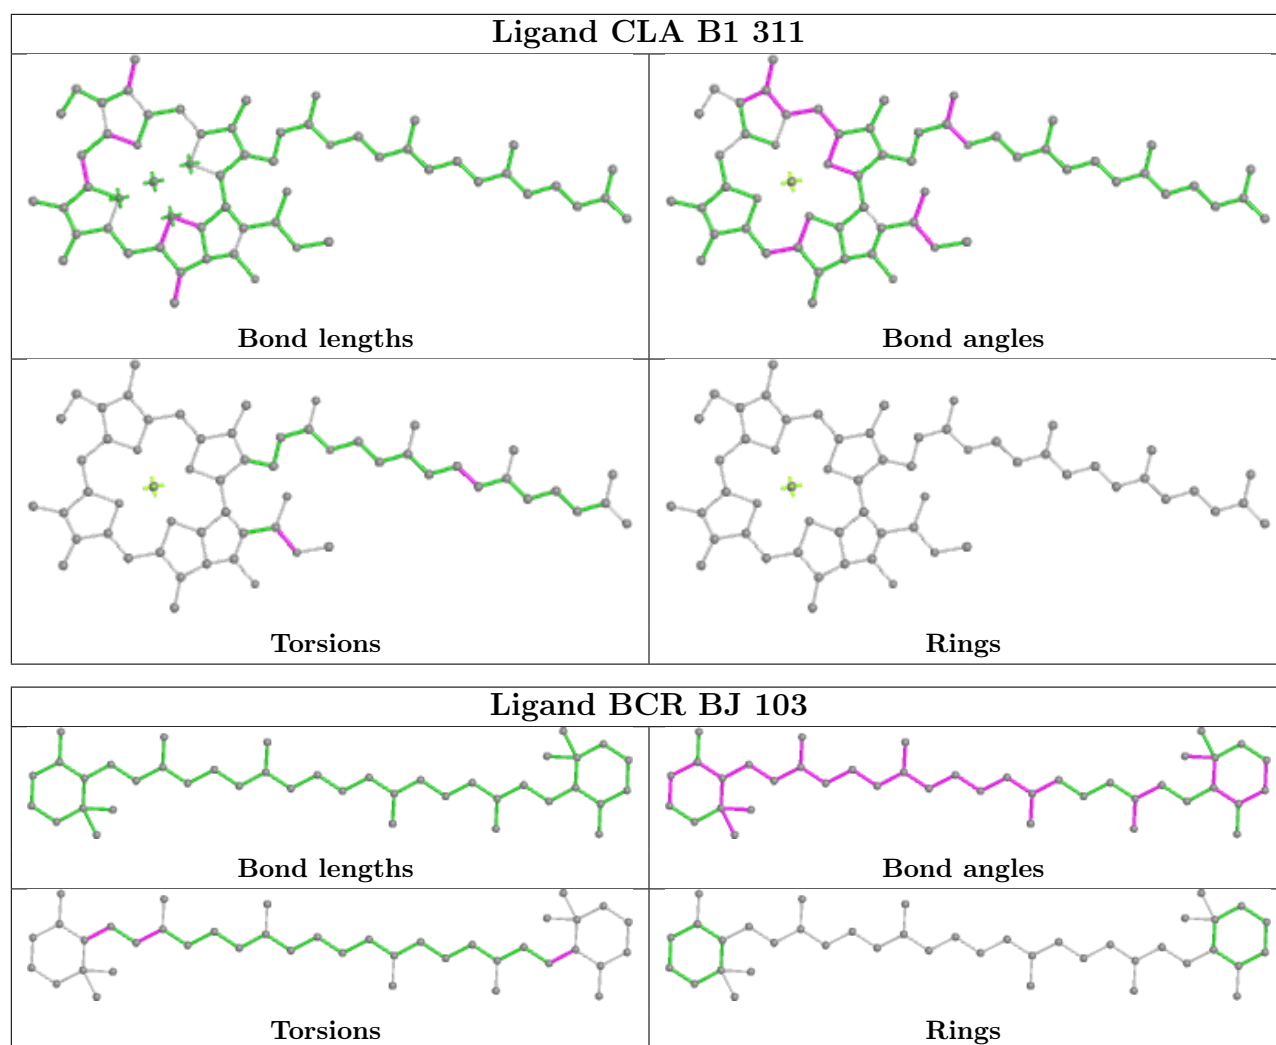 Ligand CLA B1 311
Bond lengths
Bond angles
Torsions
Rings
Ligand BCR BJ 103
Bond lengths
Bond angles
Torsions
Rings